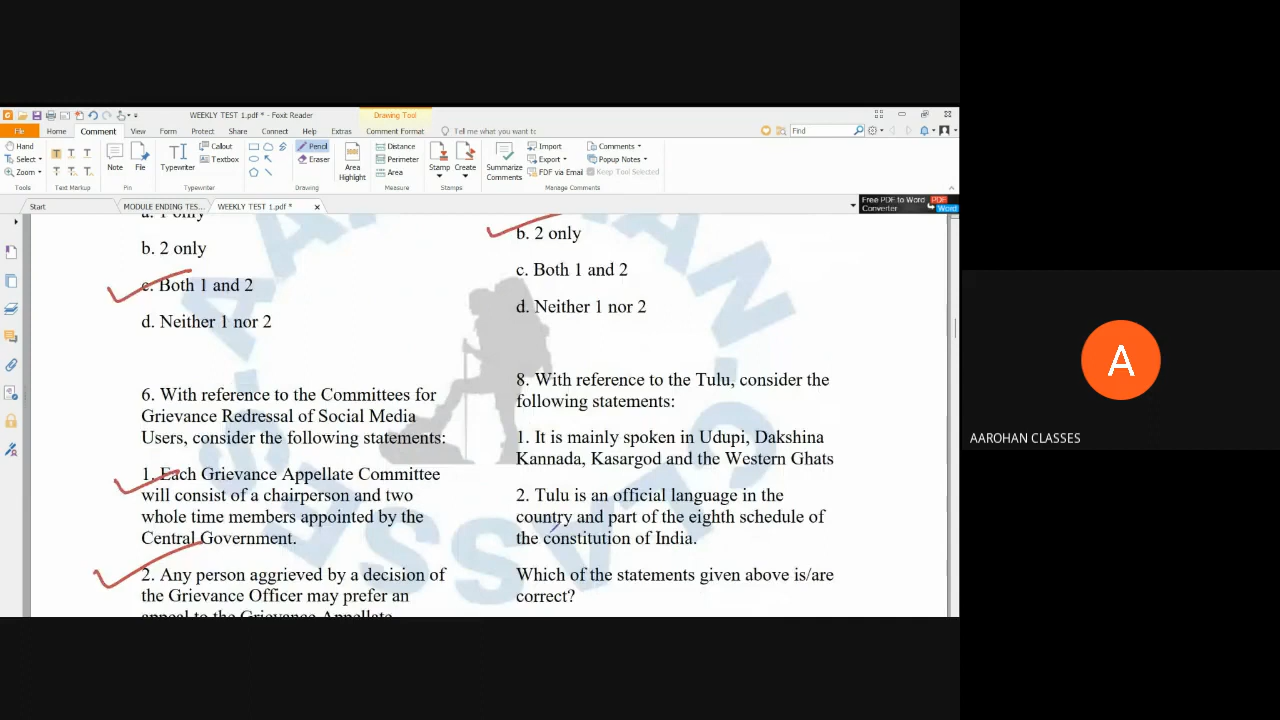 WEEKLY TEST 1.pdf * - Foxit Reader
Drawing Tool
File Home Comment View Form Protect Share Connect Help Extras Comment Format Tell me what you want tc
Find
Hand
Select
Zoom
Tools
Text Markup
Note
File
Pin
Typewriter
Callout
Textbox
Typewriter
Pencil
Eraser
Drawing
Area
Highlight
Distance
Perimeter
Area
Measure
Stamp
Create
Stamps
Summarize
Comments
Import
Export
FDF via Email
Comments
Popup Notes
Keep Tool Selected
Manage Comments
Start
MODULE ENDING TES...
WEEKLY TEST 1.pdf *
Free PDF to Word
Converter
PDF
Word
a. 1 only
b. 2 only
c. Both 1 and 2
d. Neither 1 nor 2
6. With reference to the Committees for
Grievance Redressal of Social Media
Users, consider the following statements:
1. Each Grievance Appellate Committee
will consist of a chairperson and two
whole time members appointed by the
Central Government.
2. Any person aggrieved by a decision of
the Grievance Officer may prefer an
appeal to the Grievance Appellate
b. 2 only
c. Both 1 and 2
d. Neither 1 nor 2
8. With reference to the Tulu, consider the
following statements:
1. It is mainly spoken in Udupi, Dakshina
Kannada, Kasargod and the Western Ghats
2. Tulu is an official language in the
country and part of the eighth schedule of
the constitution of India.
Which of the statements given above is/are
correct?
A
AAROHAN CLASSES